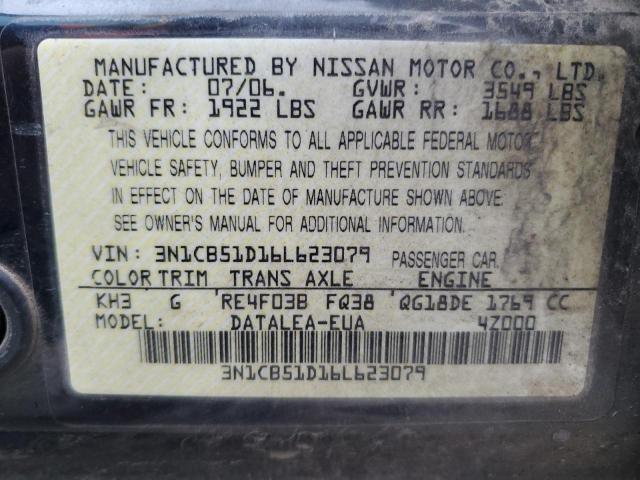 MANUFACTURED BY NISSAN MOTOR CO., LTD.
DATE: 07/06. GVWR: 3549 LBS
GAWR FR: 1922 LBS GAWR RR: 1688 LBS
THIS VEHICLE CONFORMS TO ALL APPLICABLE FEDERAL MOTOR
VEHICLE SAFETY, BUMPER AND THEFT PREVENTION STANDARDS
IN EFFECT ON THE DATE OF MANUFACTURE SHOWN ABOVE.
SEE OWNER'S MANUAL FOR ADDITIONAL INFORMATION.
VIN: 3N1CB51D16L623079 PASSENGER CAR
COLOR TRIM TRANS AXLE ENGINE
KH3 G RE4F03B FQ38 QG18DE 1769 CC
MODEL: DATALEA-EUA 4Z000
3N1CB51D16L623079